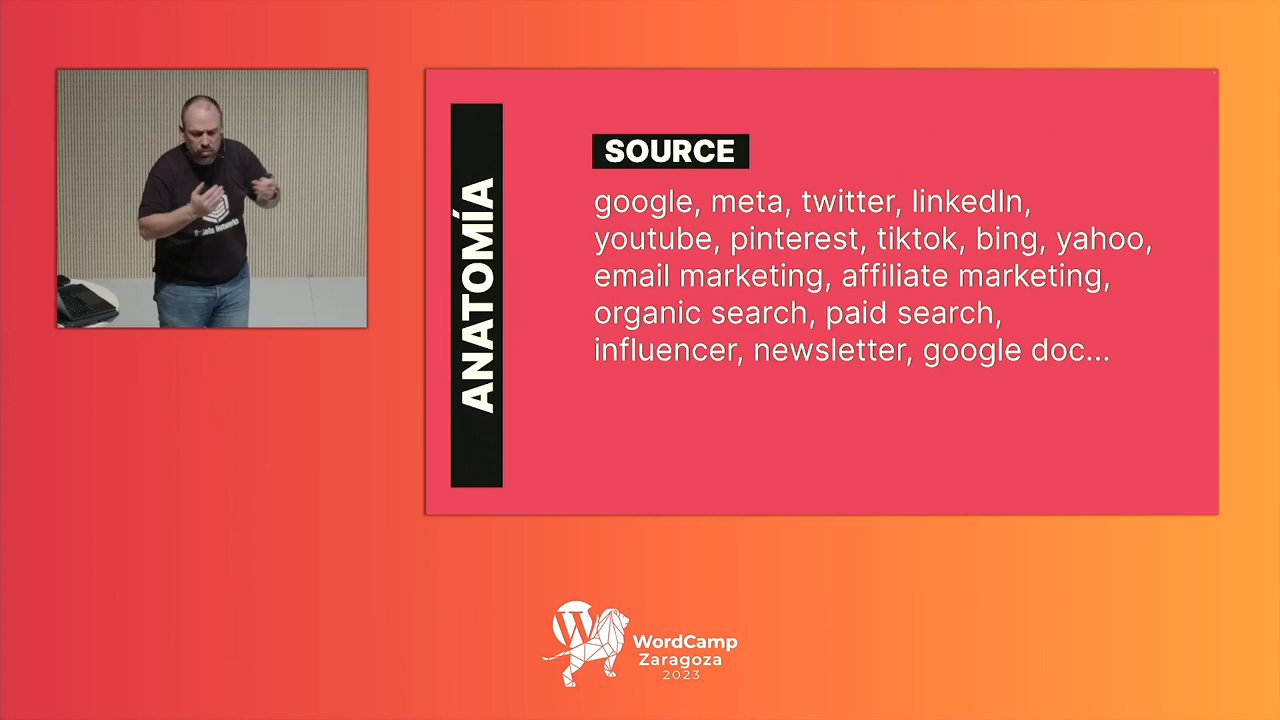 ANATOMÍA
SOURCE
google, meta, twitter, linkedIn,
youtube, pinterest, tiktok, bing, yahoo,
email marketing, affiliate marketing,
organic search, paid search,
influencer, newsletter, google doc...
WordCamp
Zaragoza
2023